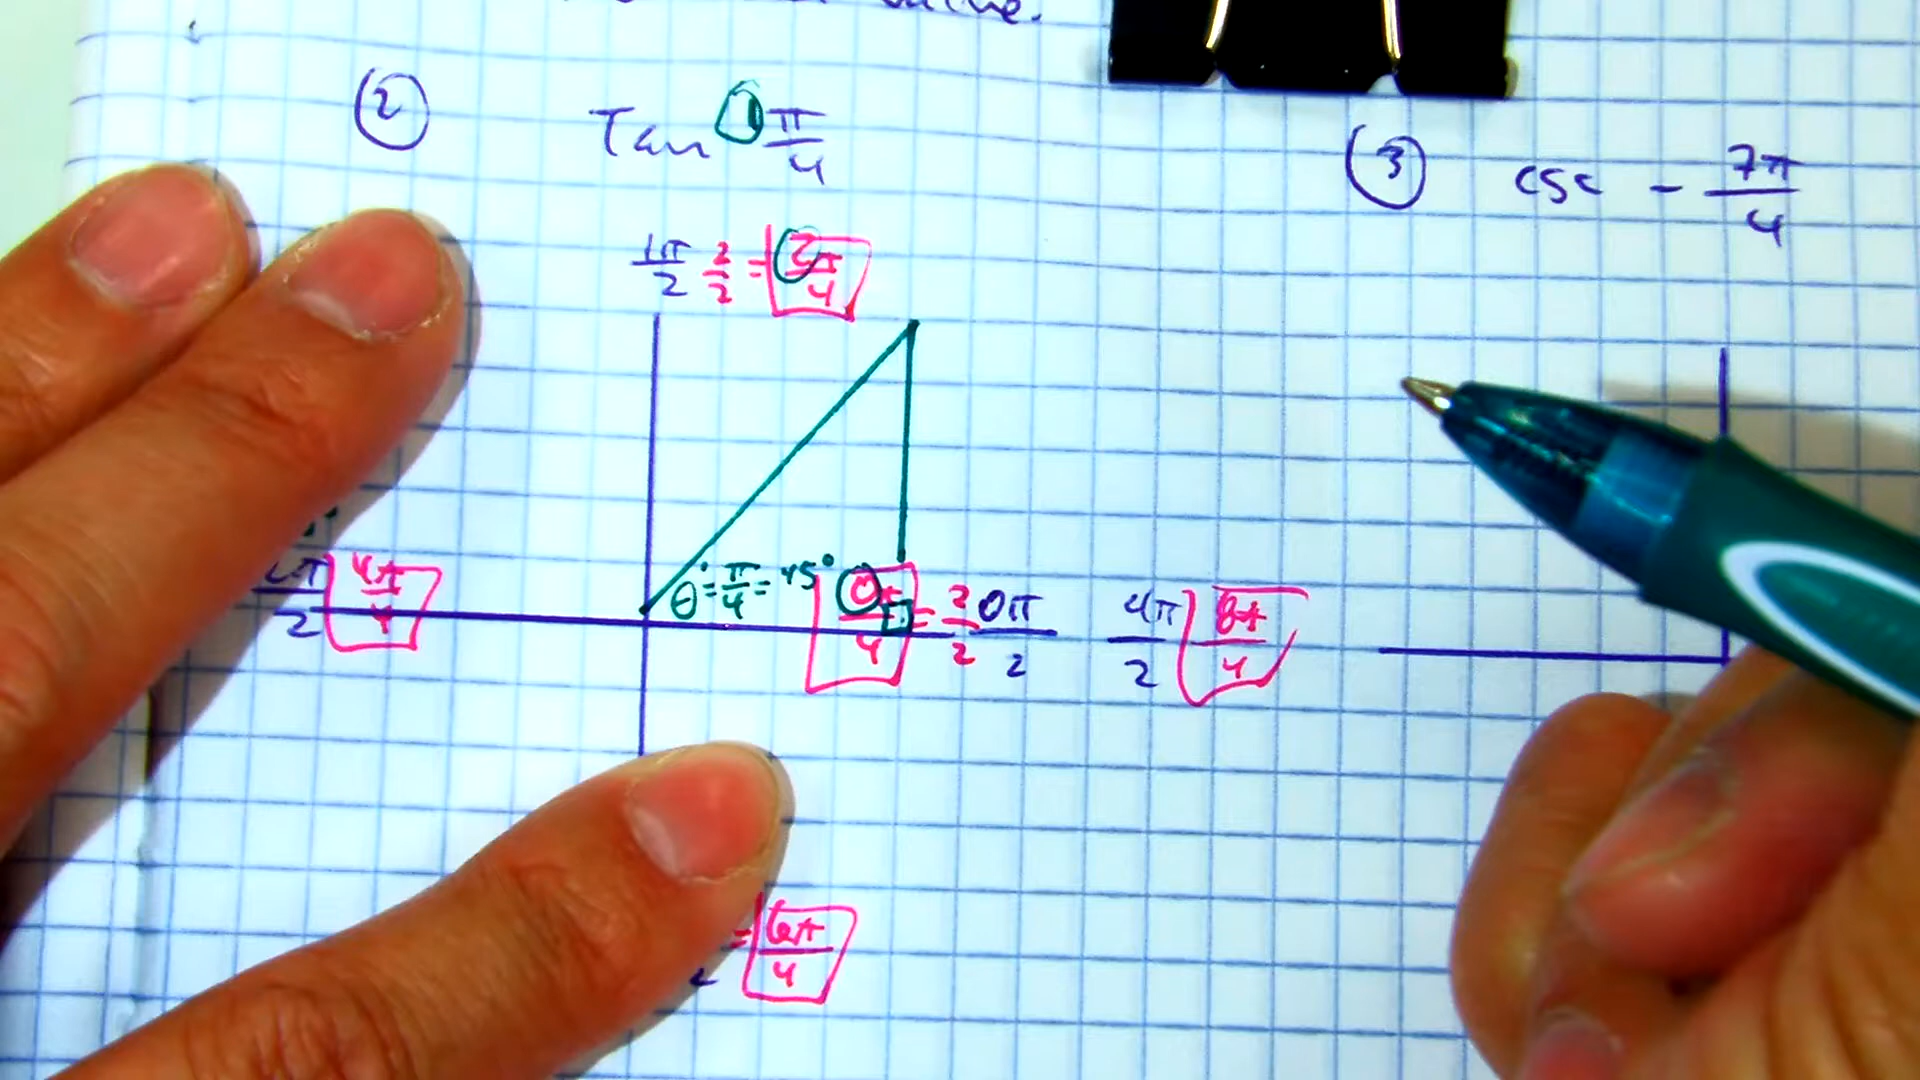 ② Tan 1π/4
③ csc - 7π/4
1π/2 2/2 = 2π/4
4π/4
θ' = π/4 = 45°
0π/4 = 2/2 0π/2
4π/2 8π/4
= 6π/4